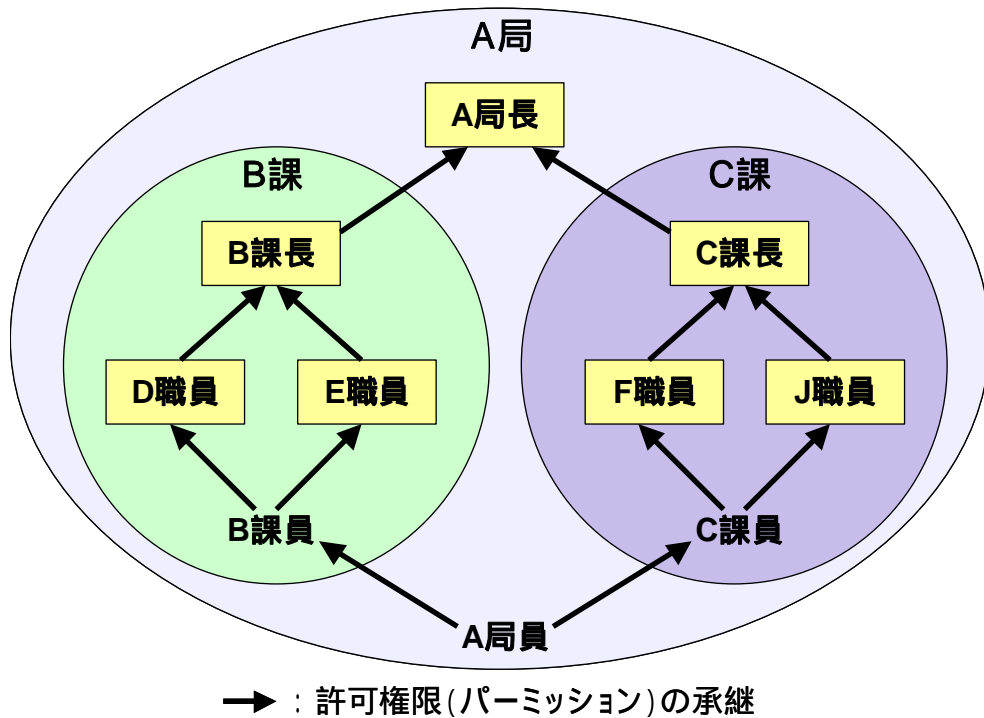 A局
A局長
B課
C課
B課長
C課長
D職員
E職員
F職員
J職員
B課員
C課員
A局員
：許可権限(パーミッション)の承継